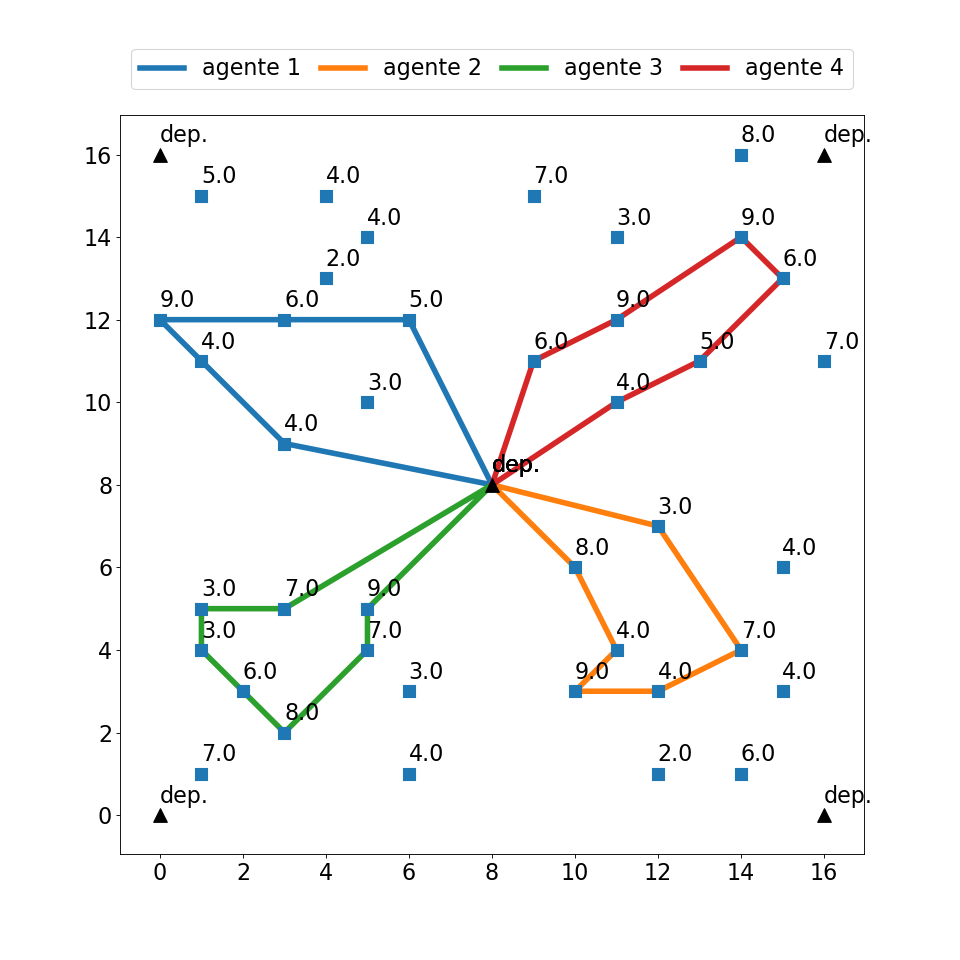 agente 1 agente 2 agente 3 agente 4
dep. 8.0 dep.
16
5.0 4.0 7.0
4.0 3.0 9.0
14
2.0 6.0
9.0 6.0 5.0 9.0
12
4.0 6.0 5.0 7.0
3.0 4.0
10
4.0
dep. dep.
8
3.0
8.0 4.0
6
3.0 7.0 9.0
3.0 7.0 4.0 7.0
4
6.0 3.0 9.0 4.0 4.0
8.0
2
7.0 4.0 2.0 6.0
dep. dep.
0
0 2 4 6 8 10 12 14 16